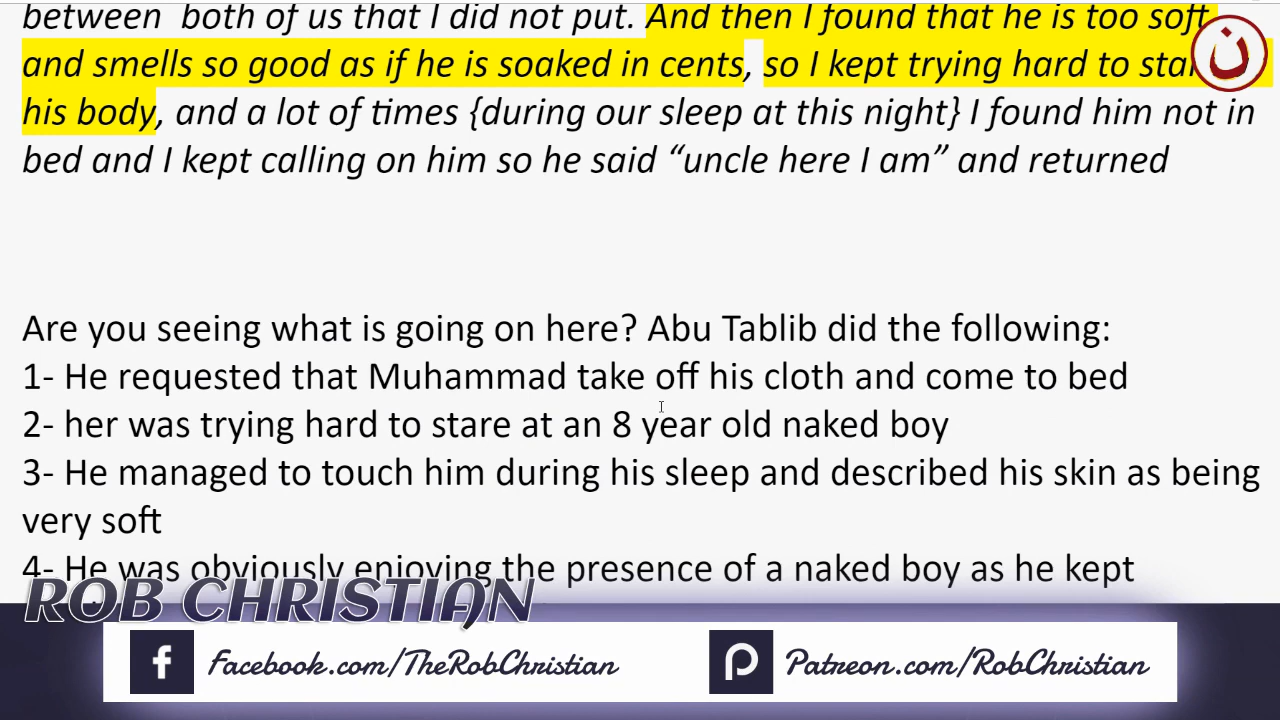 between both of us that I did not put. And then I found that he is too soft
and smells so good as if he is soaked in cents, so I kept trying hard to
his body, and a lot of times {during our sleep at this night} I found him not in
bed and I kept calling on him so he said “uncle here I am” and returned
ن
Are you seeing what is going on here? Abu Tablib did the following:
1- He requested that Muhammad take off his cloth and come to bed
2- her was trying hard to stare at an 8 year old naked boy
3- He managed to touch him during his sleep and described his skin as being
very soft
4- He was obviously enjoying the presence of a naked boy as he kept
ROB CHRISTIAN
f Facebook.com/TheRobChristian
Patreon.com/RobChristian